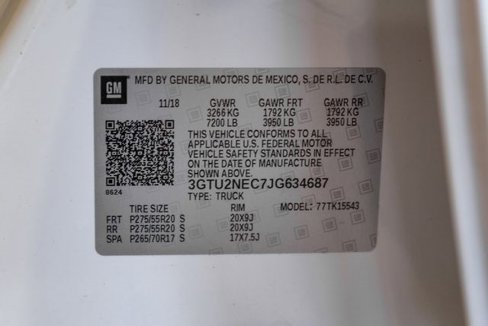 GM MFD BY GENERAL MOTORS DE MEXICO, S. DE R.L. DE C.V.
11/18 GVWR GAWR FRT GAWR RR
3266 KG 1792 KG 1792 KG
7200 LB 3950 LB 3950 LB
THIS VEHICLE CONFORMS TO ALL
APPLICABLE U.S. FEDERAL MOTOR
VEHICLE SAFETY STANDARDS IN EFFECT
ON THE DATE OF MANUFACTURE
SHOWN ABOVE.
3GTU2NEC7JG634687
0624
TYPE: TRUCK
TIRE SIZE RIM MODEL: 77TK15543
FRT P275/55R20 S 20X9J
RR P275/55R20 S 20X9J
SPA P265/70R17 S 17X7.5J